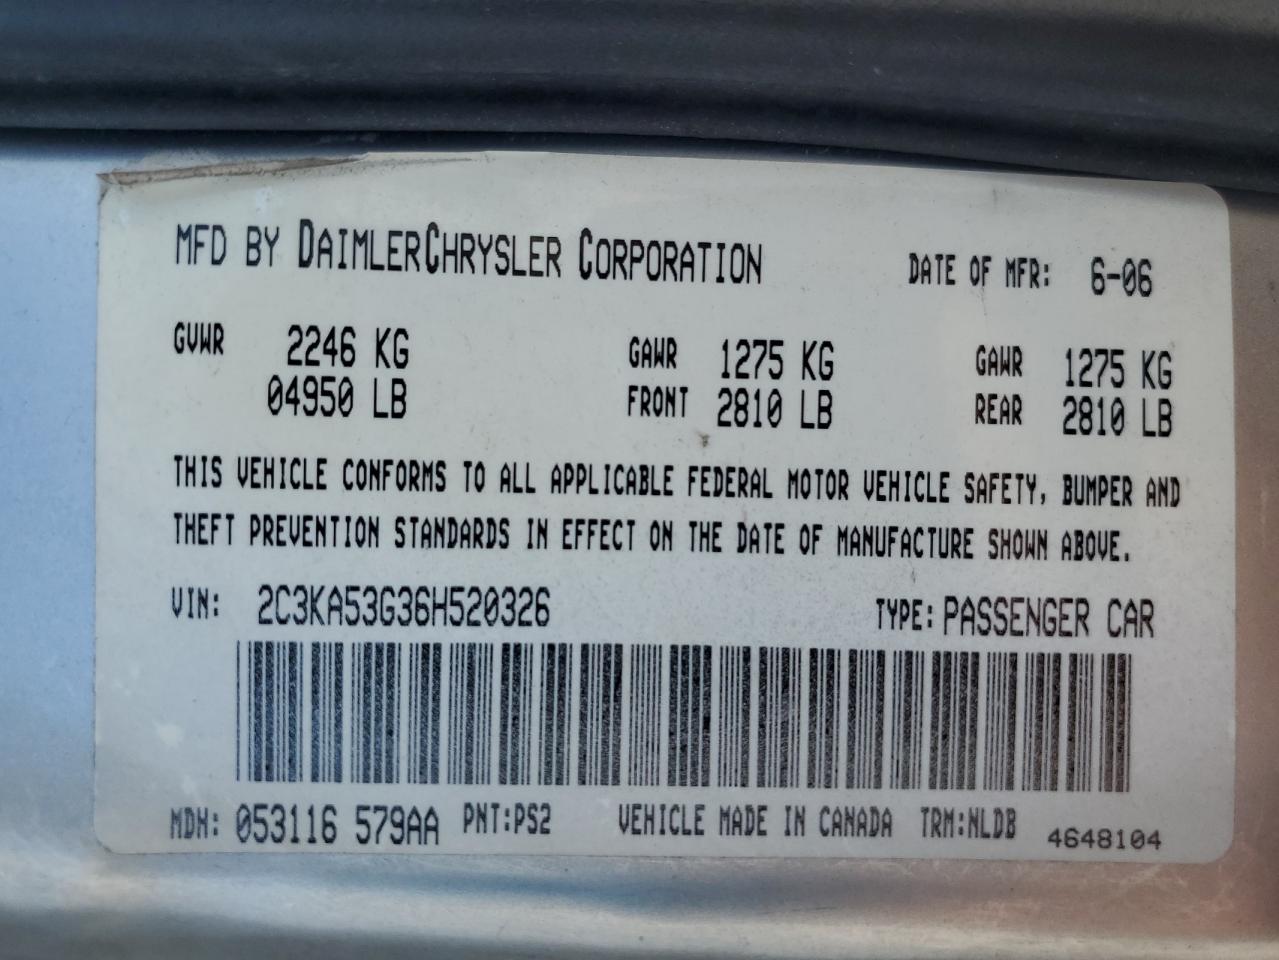 MFD BY DAIMLERCHRYSLER CORPORATION DATE OF MFR: 6-06
GVWR 2246 KG GAWR 1275 KG GAWR 1275 KG
04950 LB FRONT 2810 LB REAR 2810 LB
THIS VEHICLE CONFORMS TO ALL APPLICABLE FEDERAL MOTOR VEHICLE SAFETY, BUMPER AND
THEFT PREVENTION STANDARDS IN EFFECT ON THE DATE OF MANUFACTURE SHOWN ABOVE.
VIN: 2C3KA53G36H520326 TYPE: PASSENGER CAR
MDH: 053116 579AA PNT:PS2 VEHICLE MADE IN CANADA TRM:NLDB 4648104